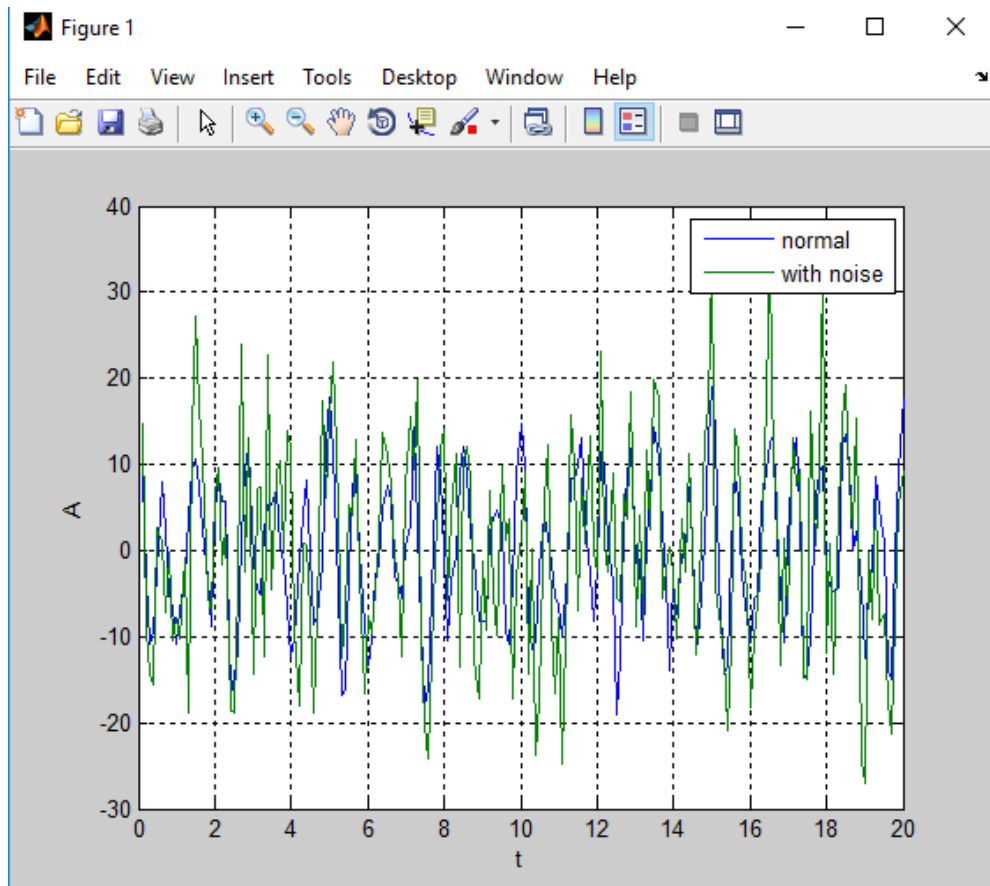 Figure 1
File Edit View Insert Tools Desktop Window Help
40
30
20
10
0
-10
-20
-30
A
normal
with noise
0 2 4 6 8 10 12 14 16 18 20
t